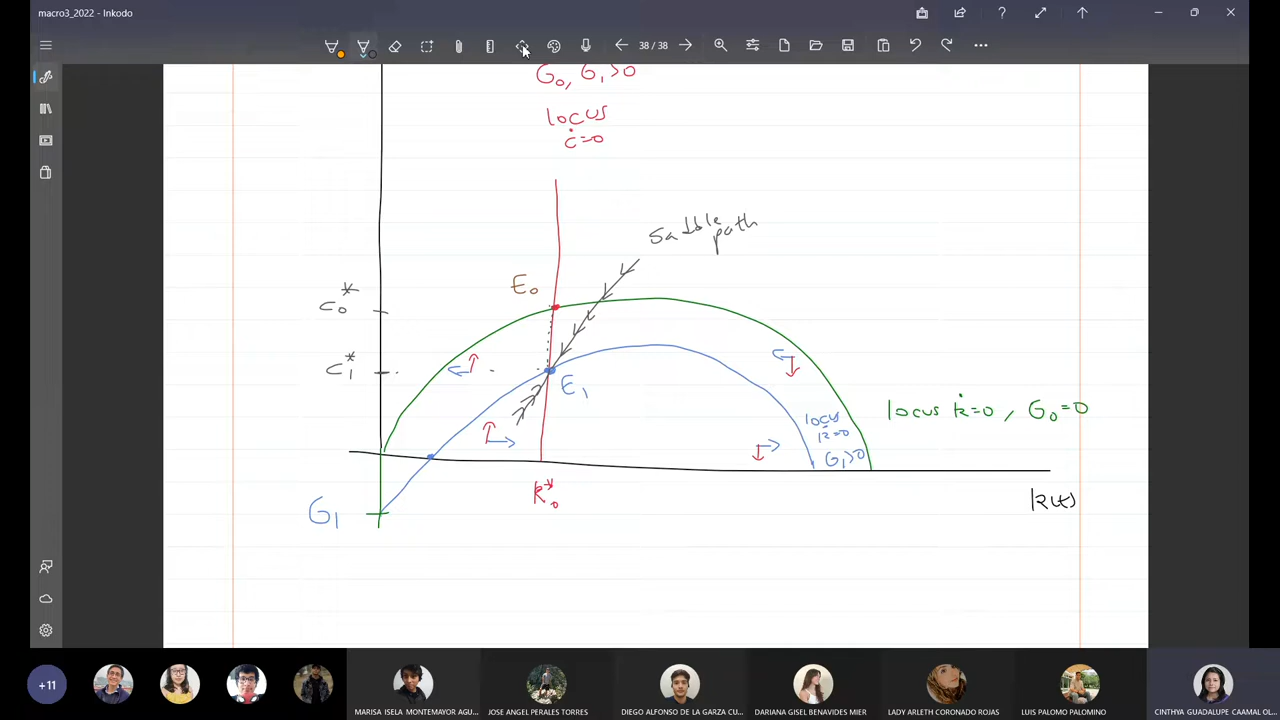 macro3_2022 - Inkodo
38 / 38
G₀, G₁>0
locus
ċ=0
Saddle path
E₀
c₀*
c₁*
E₁
locus k̇=0, G₀=0
locus
k̇=0
G₁>0
k₀*
k(t)
G₁
+11
MARISA ISELA MONTEMAYOR AGU...
JOSE ANGEL PERALES TORRES
DIEGO ALFONSO DE LA GARZA CU...
DARIANA GISEL BENAVIDES MIER
LADY ARLETH CORONADO ROJAS
LUIS PALOMO PALOMINO
CINTHYA GUADALUPE CAAMAL OL...